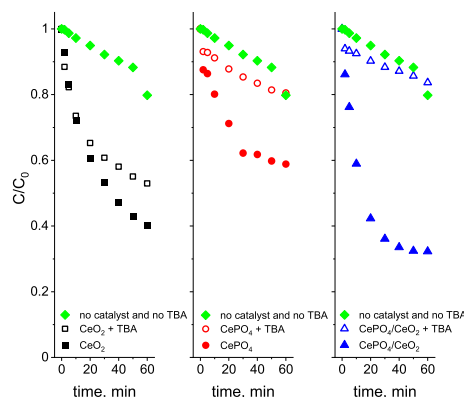 C/C0
1
0.8
0.6
0.4
0.2
0
no catalyst and no TBA
CeO2 + TBA
CeO2
0 20 40 60
time, min
no catalyst and no TBA
CePO4 + TBA
CePO4
0 20 40 60
time, min
no catalyst and no TBA
CePO4/CeO2 + TBA
CePO4/CeO2
0 20 40 60
time, min